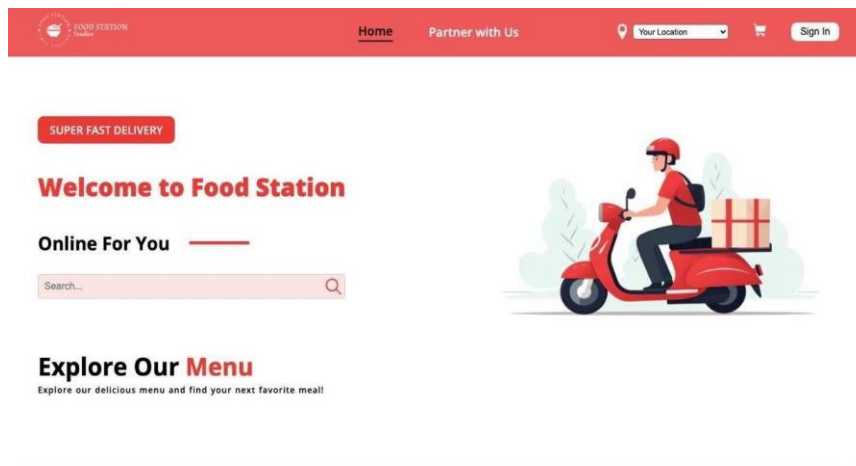 FOOD STATION
Foodies
Home
Partner with Us
Your Location
Sign In
SUPER FAST DELIVERY
Welcome to Food Station
Online For You
Search...
Explore Our Menu
Explore our delicious menu and find your next favorite meal!